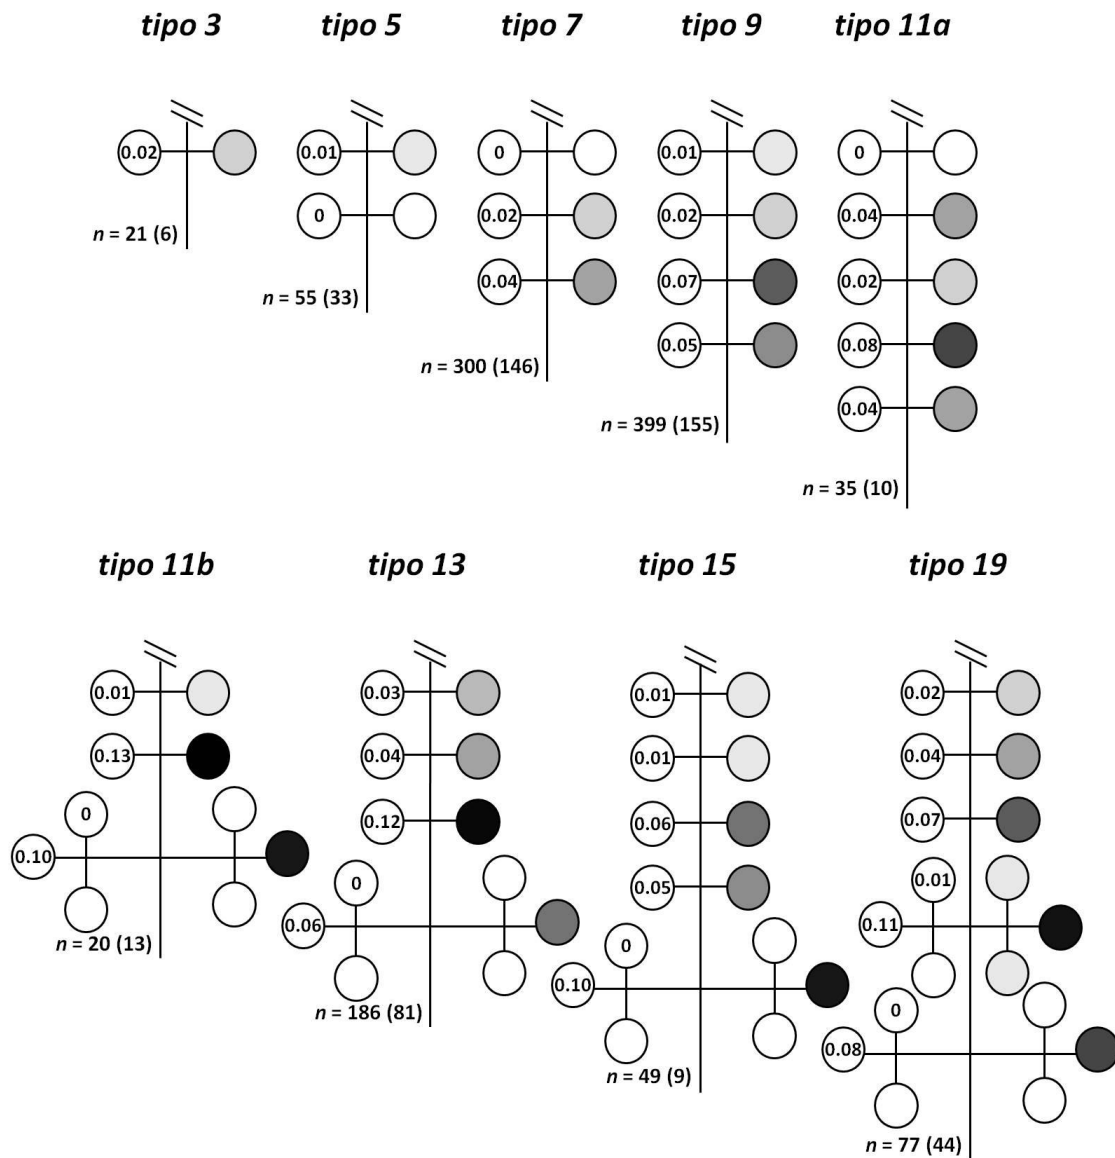 tipo 3 tipo 5 tipo 7 tipo 9 tipo 11a
0.02 0.01 0 0.01 0
0 0.02 0.02 0.04
n = 21 (6)
n = 55 (33) 0.04 0.07 0.02
0.05 0.08
n = 300 (146)
0.04
n = 399 (155)
n = 35 (10)
tipo 11b tipo 13 tipo 15 tipo 19
0.01 0.03 0.01 0.02
0.13 0.04 0.01 0.04
0 0.12 0.06 0.07
0.10 0 0.05 0.01
0.06 0 0.11
n = 20 (13)
0.10 0
n = 186 (81)
0.08
n = 49 (9)
n = 77 (44)